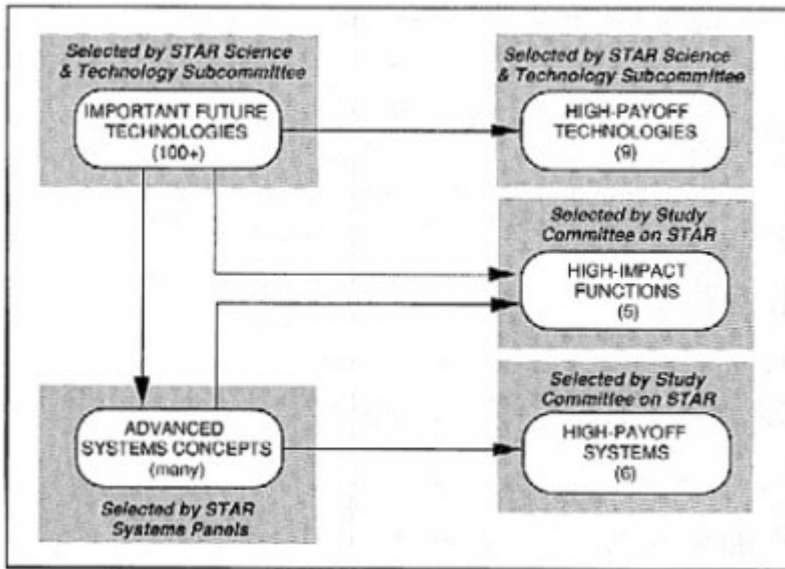 Selected by STAR Science
& Technology Subcommittee
IMPORTANT FUTURE
TECHNOLOGIES
(100+)
Selected by STAR Science
& Technology Subcommittee
HIGH-PAYOFF
TECHNOLOGIES
(9)
Selected by Study
Committee on STAR
HIGH-IMPACT
FUNCTIONS
(5)
ADVANCED
SYSTEMS CONCEPTS
(many)
Selected by STAR
Systems Panels
Selected by Study
Committee on STAR
HIGH-PAYOFF
SYSTEMS
(6)